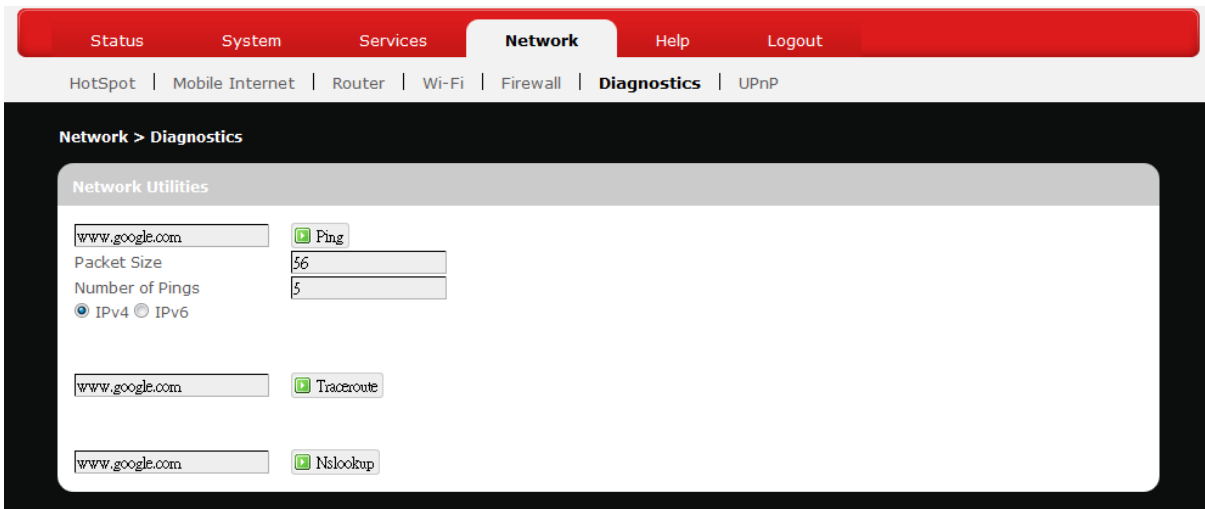 Status System Services Network Help Logout
HotSpot | Mobile Internet | Router | Wi-Fi | Firewall | Diagnostics | UPnP
Network > Diagnostics
Network Utilities
www.google.com Ping
Packet Size 56
Number of Pings 5
IPv4 IPv6
www.google.com Traceroute
www.google.com Nslookup